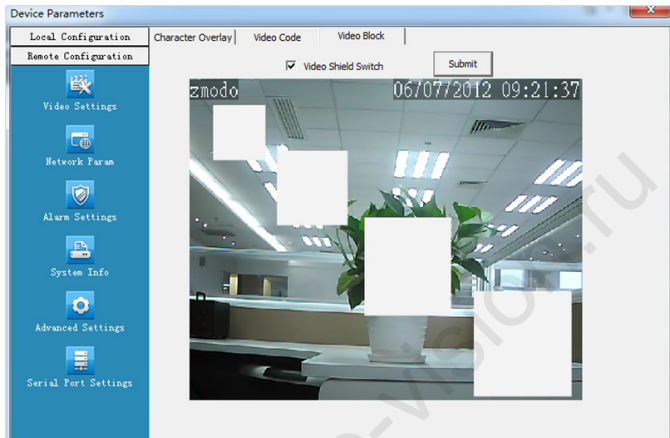 Device Parameters
Local Configuration
Remote Configuration
Character Overlay
Video Code
Video Block
Video Shield Switch
Submit
zmodo
06/07/2012 09:21:37
Video Settings
Network Param
Alarm Settings
System Info
Advanced Settings
Serial Port Settings